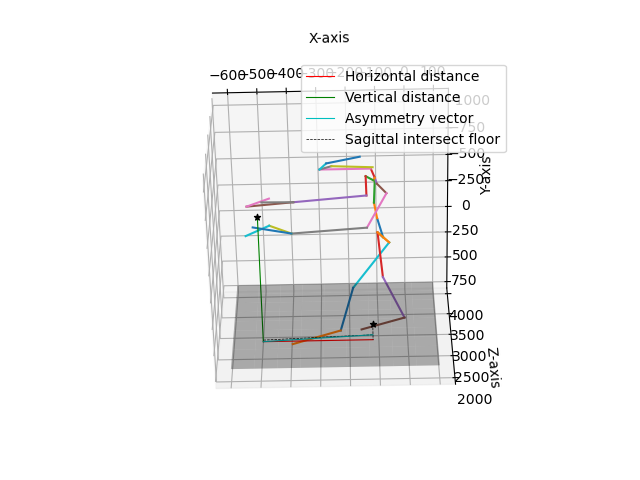 X-axis
−600 −500 −400 −300 −200 −100 0 100
Horizontal distance
Vertical distance
Asymmetry vector
Sagittal intersect floor
−1000
−750
−500
−250
0
250
500
750
Y-axis
4000
3500
3000
2500
2000
Z-axis